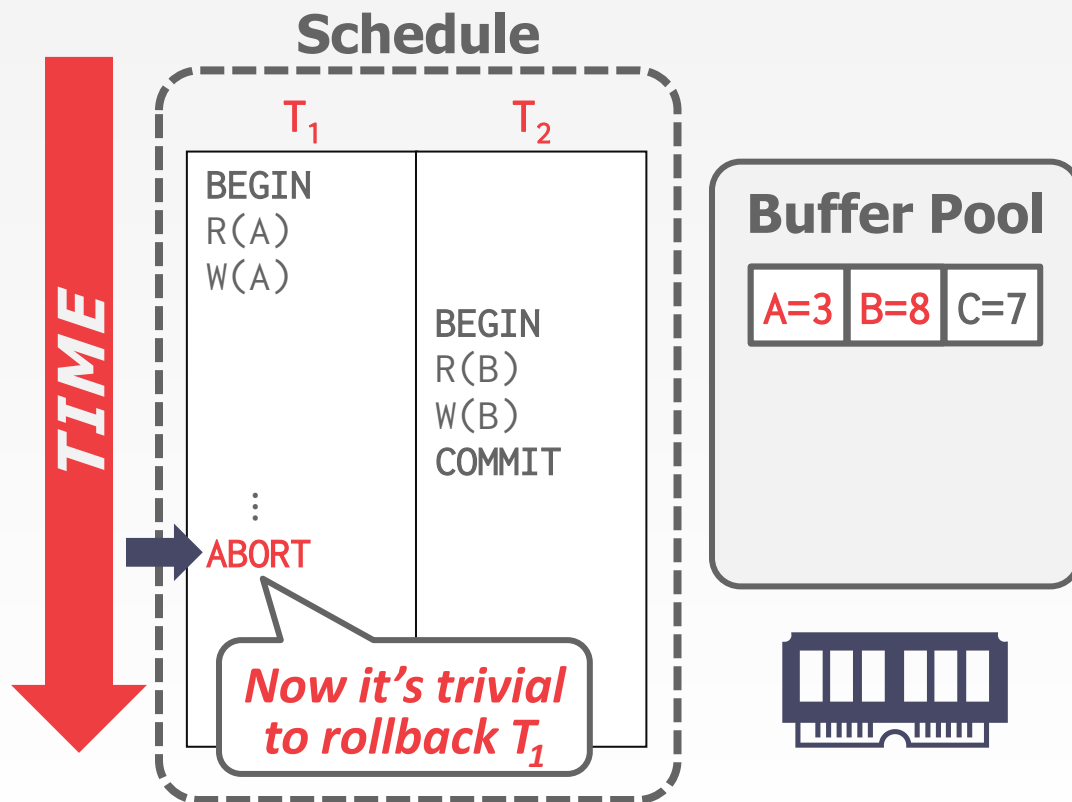 Schedule
TIME
T1
T2
BEGIN
R(A)
W(A)
BEGIN
R(B)
W(B)
COMMIT
⋮
ABORT
Now it's trivial
to rollback T1
Buffer Pool
A=3
B=8
C=7